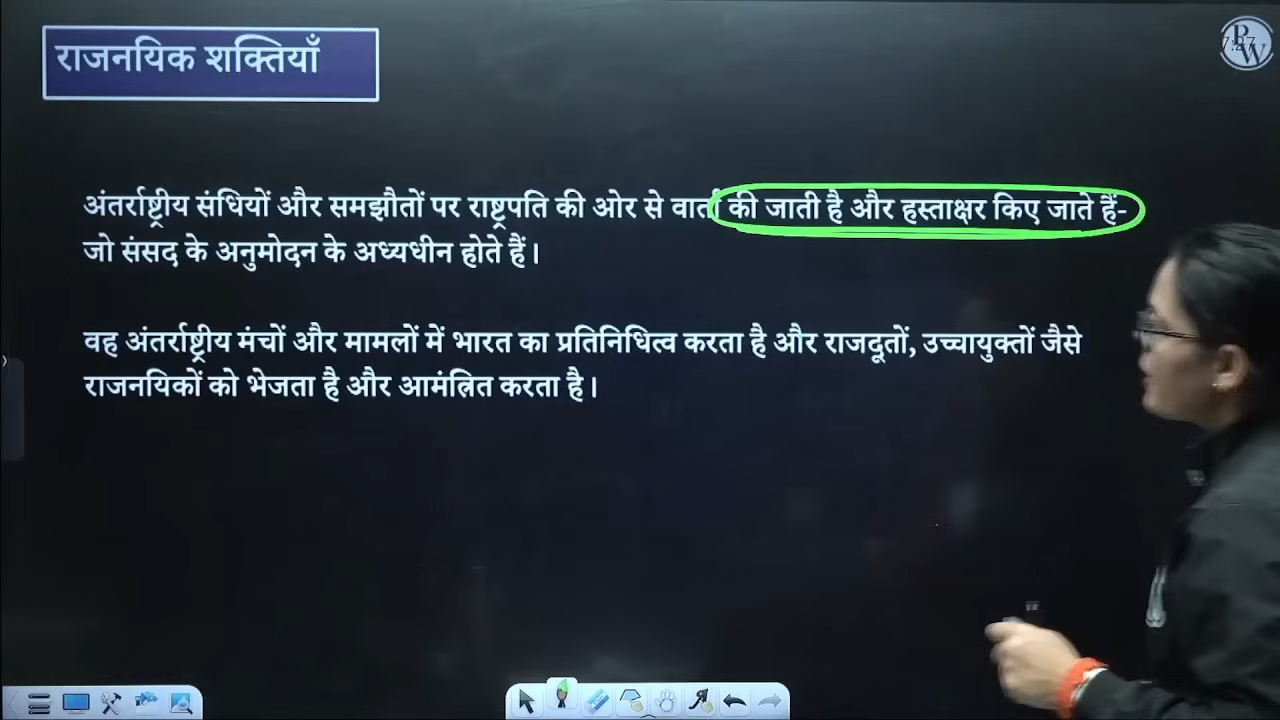 राजनयिक शक्तियाँ
अंतर्राष्ट्रीय संधियों और समझौतों पर राष्ट्रपति की ओर से वार्ता की जाती है और हस्ताक्षर किए जाते हैं-
जो संसद के अनुमोदन के अध्यधीन होते हैं।
वह अंतर्राष्ट्रीय मंचों और मामलों में भारत का प्रतिनिधित्व करता है और राजदूतों, उच्चायुक्तों जैसे
राजनयिकों को भेजता है और आमंत्रित करता है।
PW